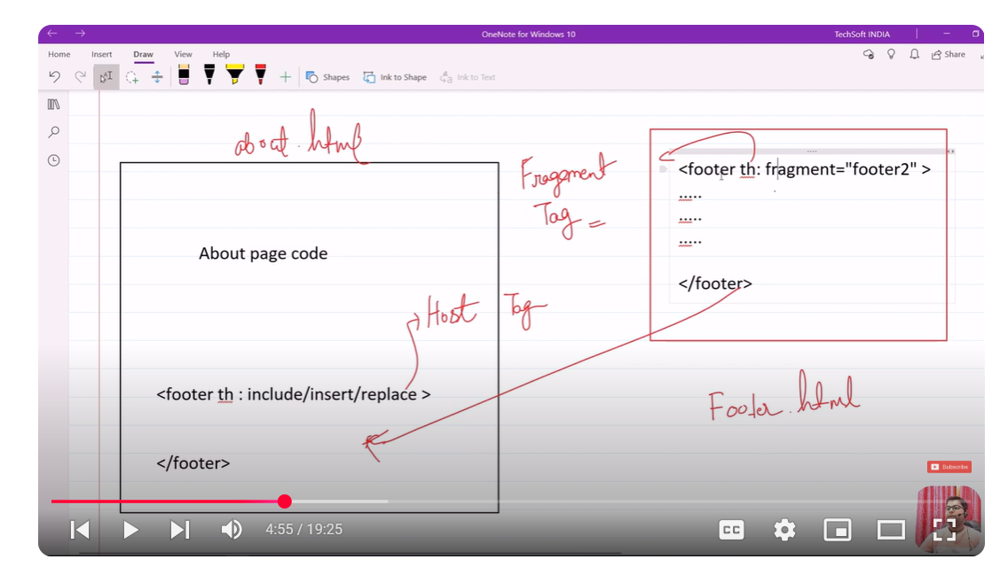 OneNote for Windows 10
TechSoft INDIA
Home Insert Draw View Help
Share
Shapes Ink to Shape Ink to Text
about.html
Fragment
Tag =
<footer th: fragment="footer2" >
.....
.....
.....
</footer>
About page code
Host Tag
<footer th : include/insert/replace >
</footer>
Footer.html
Subscribe
4:55 / 19:25
CC